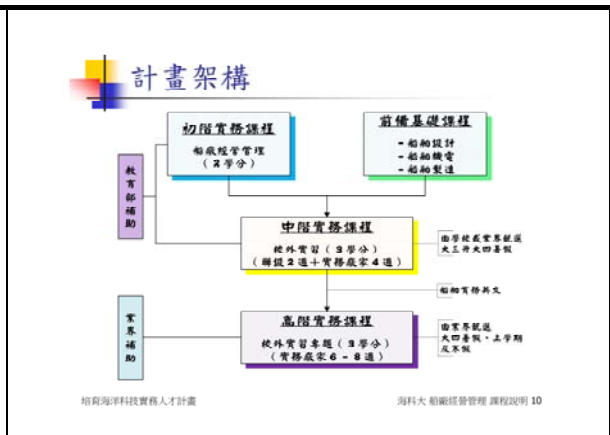 計畫架構
初階實務課程
船廠經營管理
(2學分)
前備基礎課程
- 船舶設計
- 船舶機電
- 船舶製造
教育部補助
中階實務課程
校外實習(3學分)
(聯誼2週+實務廠家4週)
由學校或業界甄選
大三升大四暑假
船舶實務英文
業界補助
高階實務課程
校外實習專題(3學分)
(實務廠家6-8週)
由業界甄選
大四暑假、上學期
及寒假
培育海洋科技實務人才計畫
海科大 船廠經營管理 課程說明 10